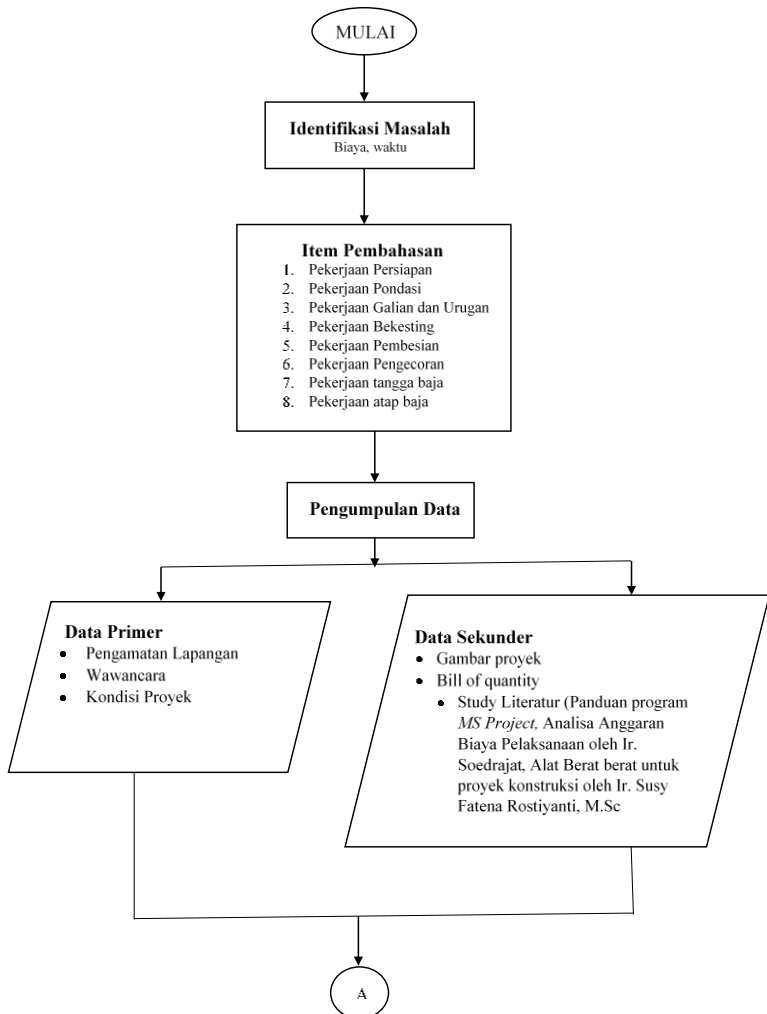 MULAI
Identifikasi Masalah
Biaya, waktu
Item Pembahasan
1. Pekerjaan Persiapan
2. Pekerjaan Pondasi
3. Pekerjaan Galian dan Urugan
4. Pekerjaan Bekesting
5. Pekerjaan Pembesian
6. Pekerjaan Pengecoran
7. Pekerjaan tangga baja
8. Pekerjaan atap baja
Pengumpulan Data
Data Primer
• Pengamatan Lapangan
• Wawancara
• Kondisi Proyek
Data Sekunder
• Gambar proyek
• Bill of quantity
• Study Literatur (Panduan program
MS Project, Analisa Anggaran
Biaya Pelaksanaan oleh Ir.
Soedrajat, Alat Berat berat untuk
proyek konstruksi oleh Ir. Susy
Fatena Rostiyanti, M.Sc
A